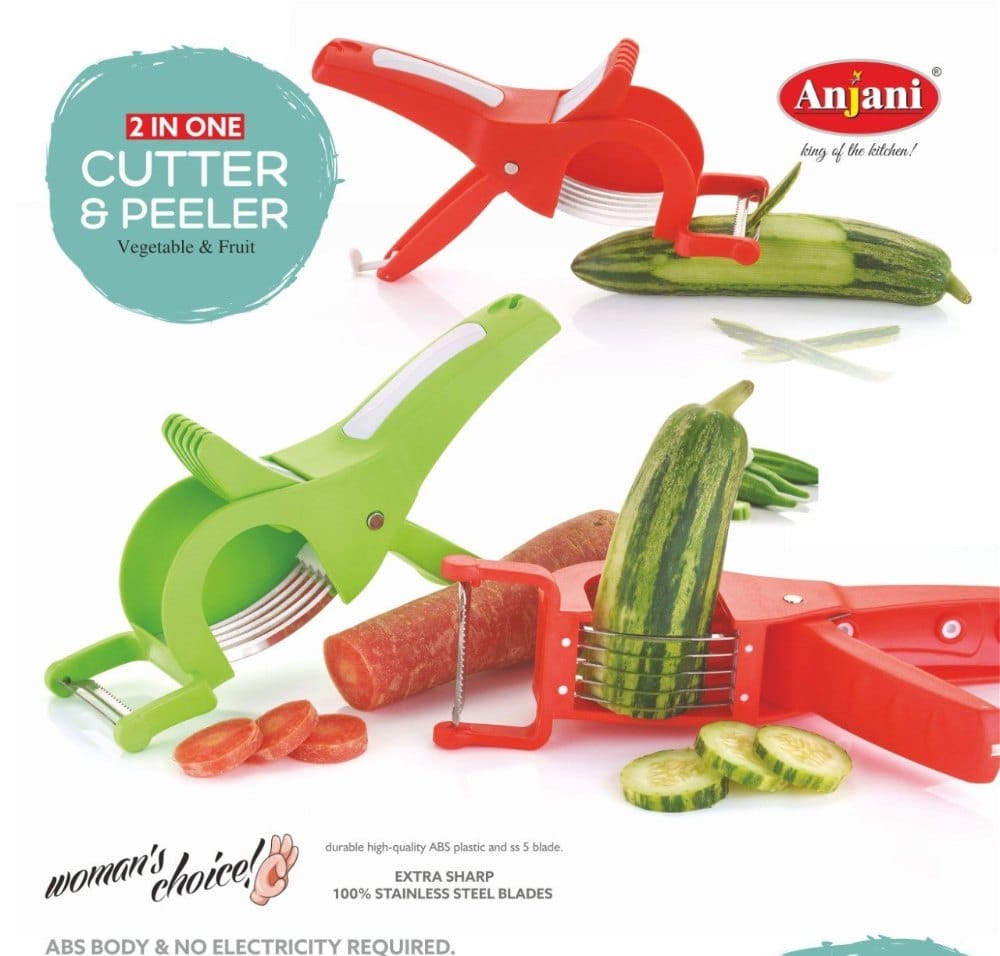 2 IN ONE
CUTTER
& PEELER
Vegetable & Fruit
Anjani®
king of the kitchen!
woman's
choice!
durable high-quality ABS plastic and ss 5 blade.
EXTRA SHARP
100% STAINLESS STEEL BLADES
ABS BODY & NO ELECTRICITY REQUIRED.